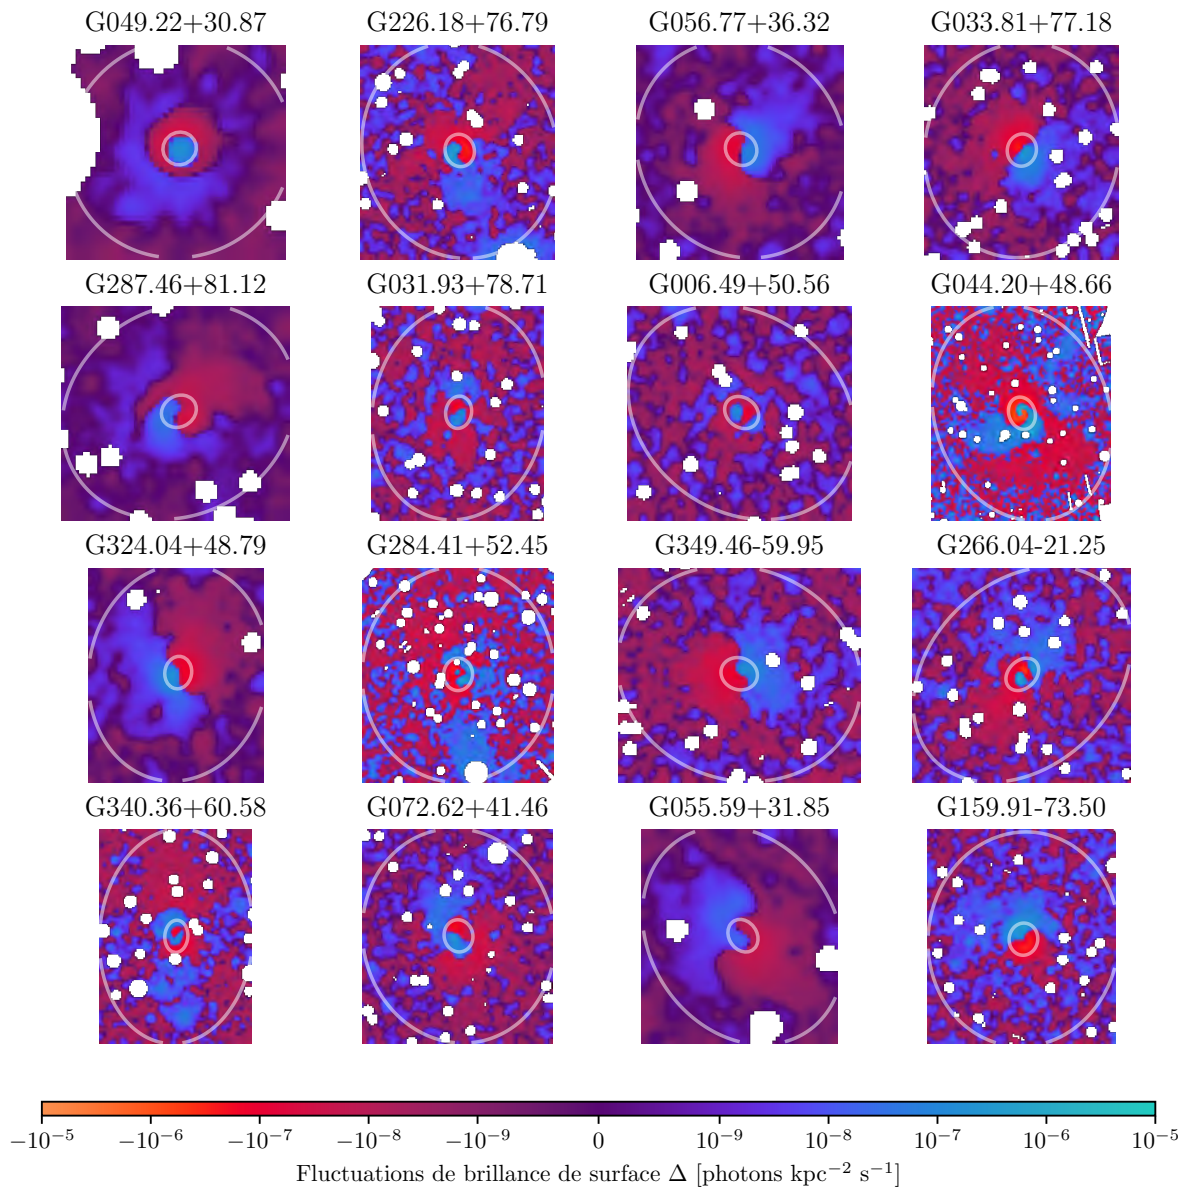 G049.22+30.87 G226.18+76.79 G056.77+36.32 G033.81+77.18
G287.46+81.12 G031.93+78.71 G006.49+50.56 G044.20+48.66
G324.04+48.79 G284.41+52.45 G349.46-59.95 G266.04-21.25
G340.36+60.58 G072.62+41.46 G055.59+31.85 G159.91-73.50
−10⁻⁵ −10⁻⁶ −10⁻⁷ −10⁻⁸ −10⁻⁹ 0 10⁻⁹ 10⁻⁸ 10⁻⁷ 10⁻⁶ 10⁻⁵
Fluctuations de brillance de surface Δ [photons kpc⁻² s⁻¹]